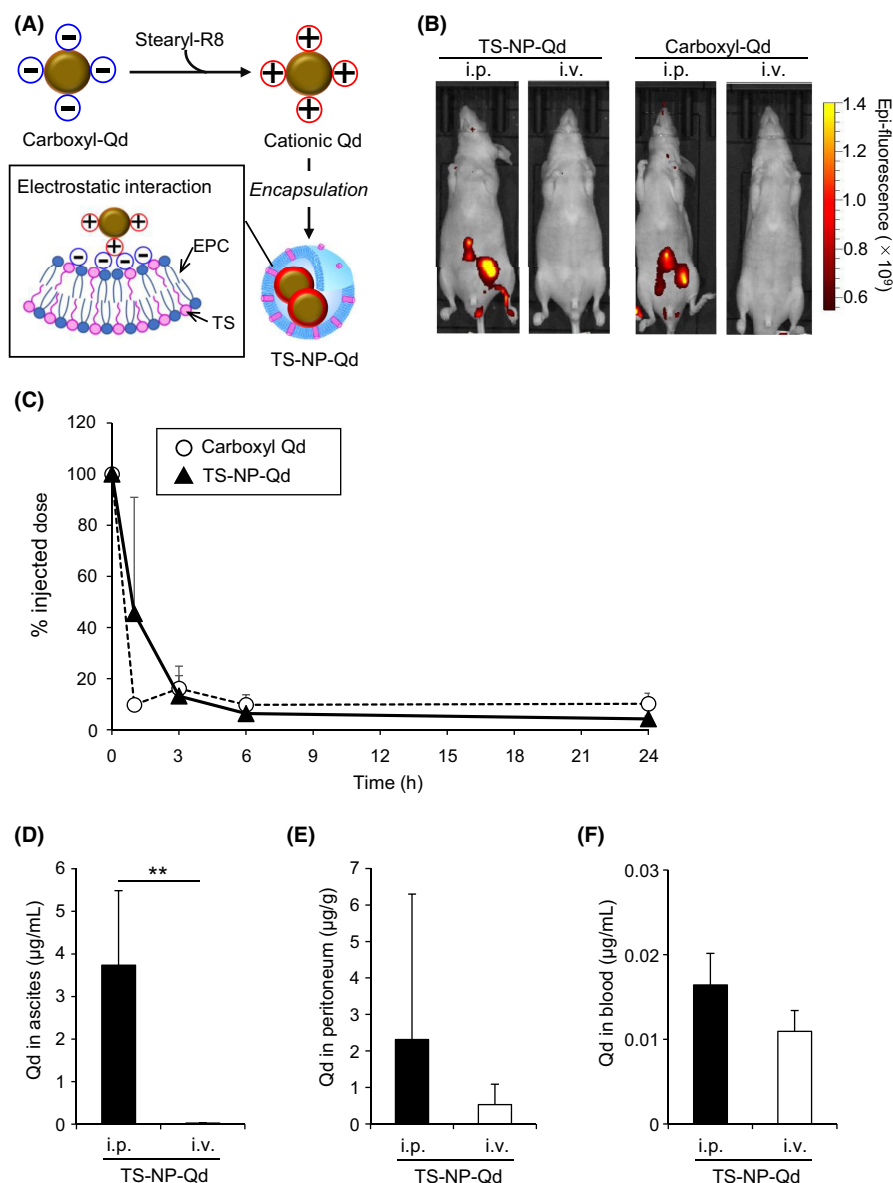 (A)
Stearyl-R8
Carboxyl-Qd
Cationic Qd
Encapsulation
Electrostatic interaction
EPC
TS
TS-NP-Qd
(B)
TS-NP-Qd
Carboxyl-Qd
i.p.
i.v.
i.p.
i.v.
1.4
1.2
1.0
0.8
0.6
Epi-fluorescence (× 10⁹)
(C)
120
100
80
60
40
20
0
% injected dose
Carboxyl Qd
TS-NP-Qd
0 3 6 9 12 15 18 21 24
Time (h)
(D)
Qd in ascites (µg/mL)
6
5
4
3
2
1
0
**
i.p. i.v.
TS-NP-Qd
(E)
Qd in peritoneum (µg/g)
7
6
5
4
3
2
1
0
i.p. i.v.
TS-NP-Qd
(F)
Qd in blood (µg/mL)
0.03
0.02
0.01
0
i.p. i.v.
TS-NP-Qd